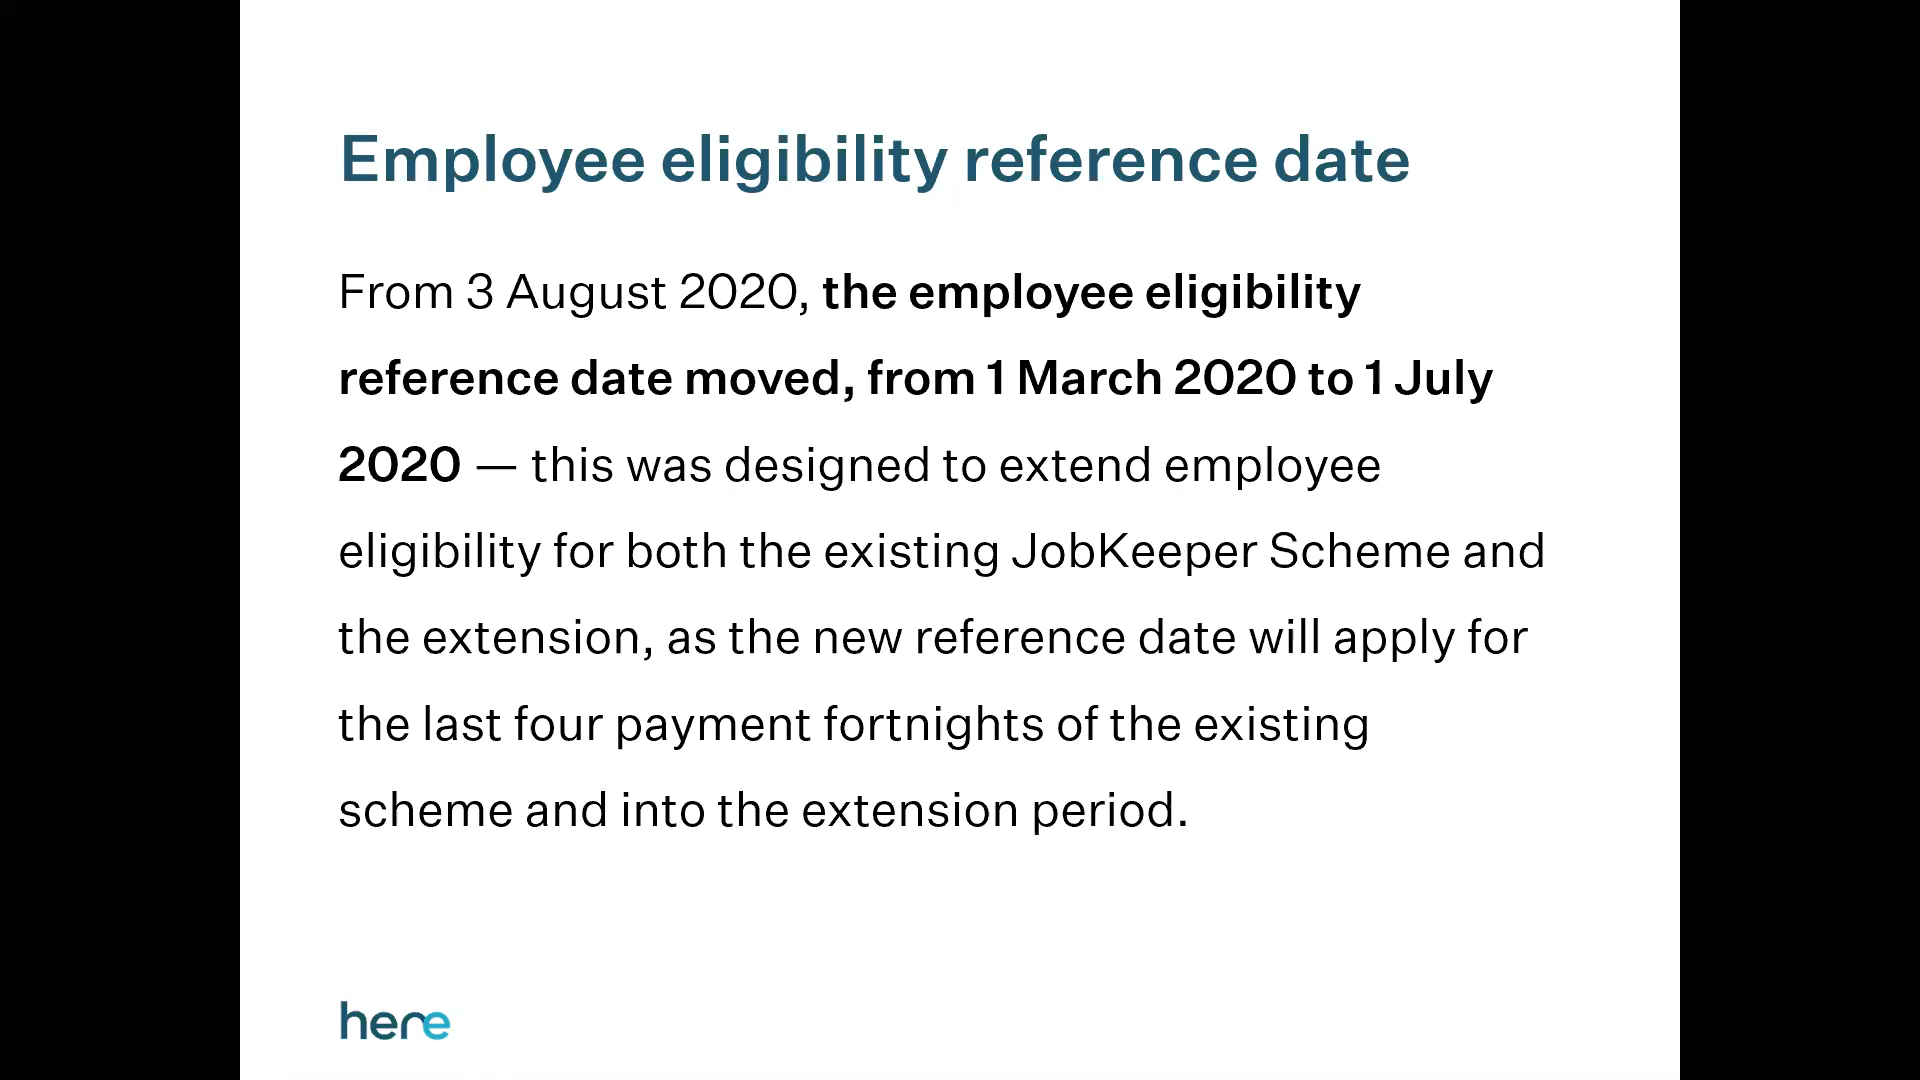 Employee eligibility reference date
From 3 August 2020, the employee eligibility
reference date moved, from 1 March 2020 to 1 July
2020 — this was designed to extend employee
eligibility for both the existing JobKeeper Scheme and
the extension, as the new reference date will apply for
the last four payment fortnights of the existing
scheme and into the extension period.
here